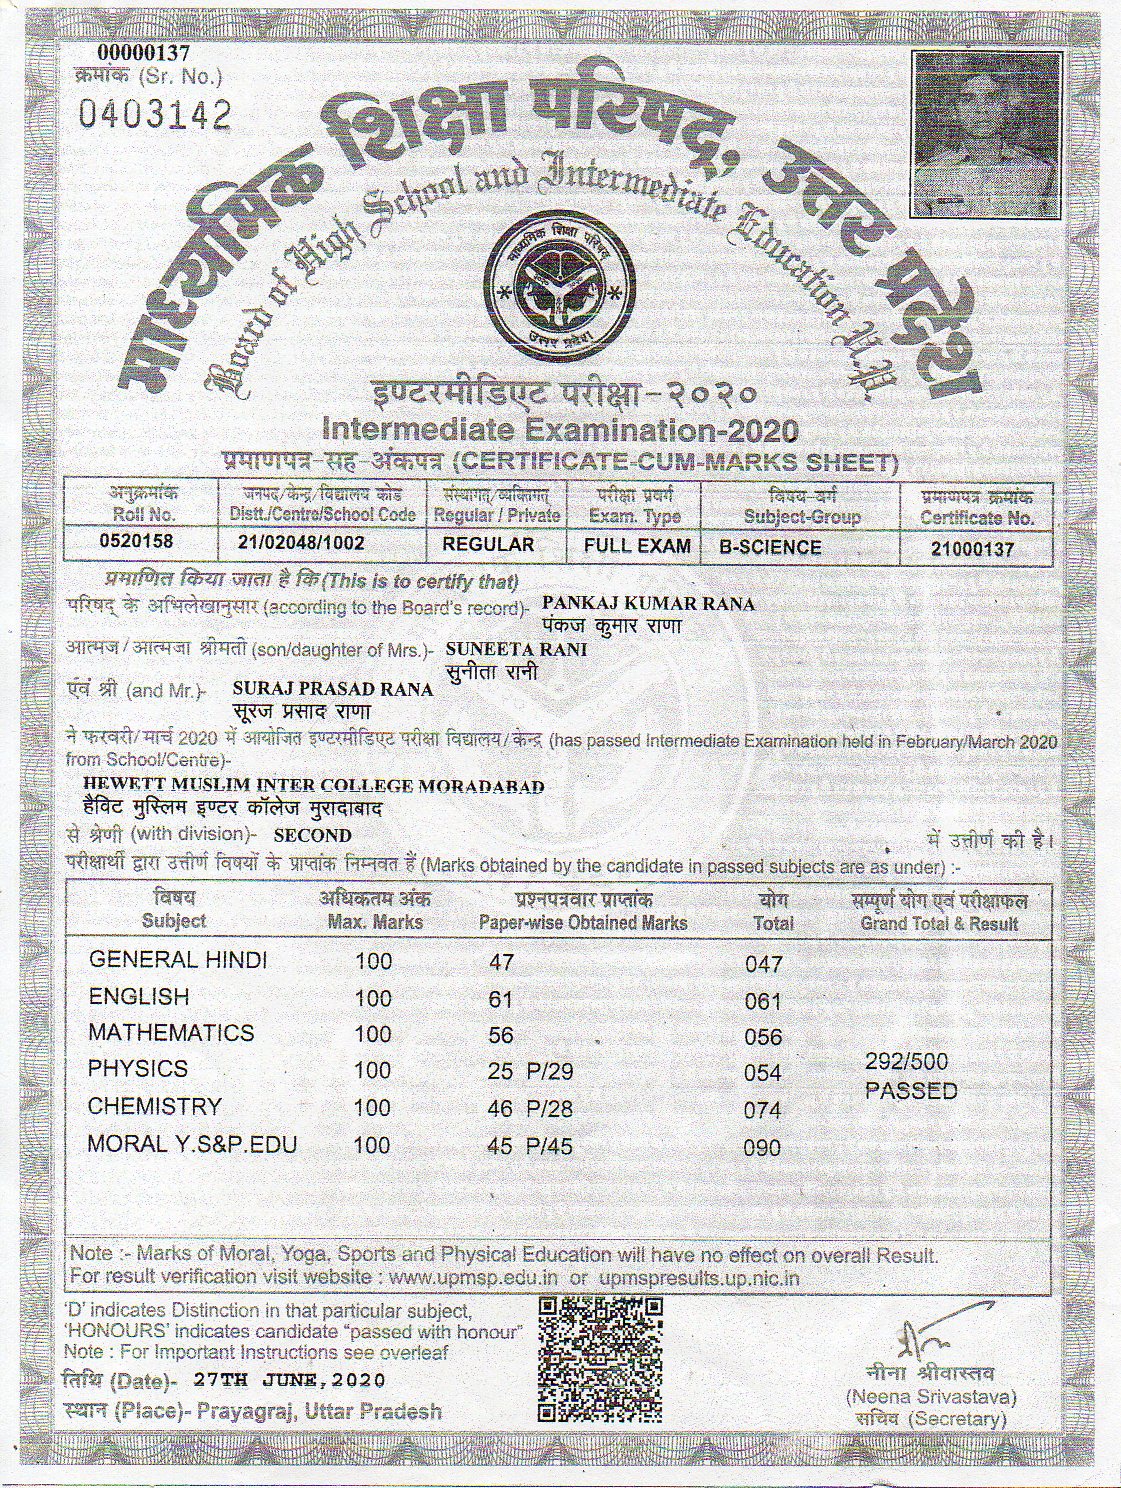 00000137
क्रमांक (Sr. No.)
0403142
माध्यमिक शिक्षा परिषद्, उत्तर प्रदेश
Board of High School and Intermediate Education U.P.
माध्यमिक शिक्षा परिषद
उत्तर प्रदेश
इण्टरमीडिएट परीक्षा-२०२०
Intermediate Examination-2020
प्रमाणपत्र-सह-अंकपत्र (CERTIFICATE-CUM-MARKS SHEET)
अनुक्रमांक जनपद/केन्द्र/विद्यालय कोड संस्थागत/व्यक्तिगत परीक्षा प्रवर्ग विषय-वर्ग प्रमाणपत्र क्रमांक
Roll No. Distt./Centre/School Code Regular / Private Exam. Type Subject-Group Certificate No.
0520158 21/02048/1002 REGULAR FULL EXAM B-SCIENCE 21000137
प्रमाणित किया जाता है कि(This is to certify that)
परिषद् के अभिलेखानुसार (according to the Board's record)- PANKAJ KUMAR RANA
पंकज कुमार राणा
आत्मज/आत्मजा श्रीमती (son/daughter of Mrs.)- SUNEETA RANI
सुनीता रानी
एवं श्री (and Mr.)- SURAJ PRASAD RANA
सूरज प्रसाद राणा
ने फरवरी/मार्च 2020 में आयोजित इण्टरमीडिएट परीक्षा विद्यालय/केन्द्र (has passed Intermediate Examination held in February/March 2020
from School/Centre)-
HEWETT MUSLIM INTER COLLEGE MORADABAD
हैविट मुस्लिम इण्टर कॉलेज मुरादाबाद
से श्रेणी (with division)- SECOND में उत्तीर्ण की है।
परीक्षार्थी द्वारा उत्तीर्ण विषयों के प्राप्तांक निम्नवत हैं (Marks obtained by the candidate in passed subjects are as under) :-
विषय अधिकतम अंक प्रश्नपत्रवार प्राप्तांक योग सम्पूर्ण योग एवं परीक्षाफल
Subject Max. Marks Paper-wise Obtained Marks Total Grand Total & Result
GENERAL HINDI 100 47 047
ENGLISH 100 61 061
MATHEMATICS 100 56 056
PHYSICS 100 25 P/29 054 292/500
PASSED
CHEMISTRY 100 46 P/28 074
MORAL Y.S&P.EDU 100 45 P/45 090
Note :- Marks of Moral, Yoga, Sports and Physical Education will have no effect on overall Result.
For result verification visit website : www.upmsp.edu.in or upmspresults.up.nic.in
'D' indicates Distinction in that particular subject,
'HONOURS' indicates candidate "passed with honour"
Note : For Important Instructions see overleaf
तिथि (Date)- 27TH JUNE,2020
स्थान (Place)- Prayagraj, Uttar Pradesh
नीना श्रीवास्तव
(Neena Srivastava)
सचिव (Secretary)